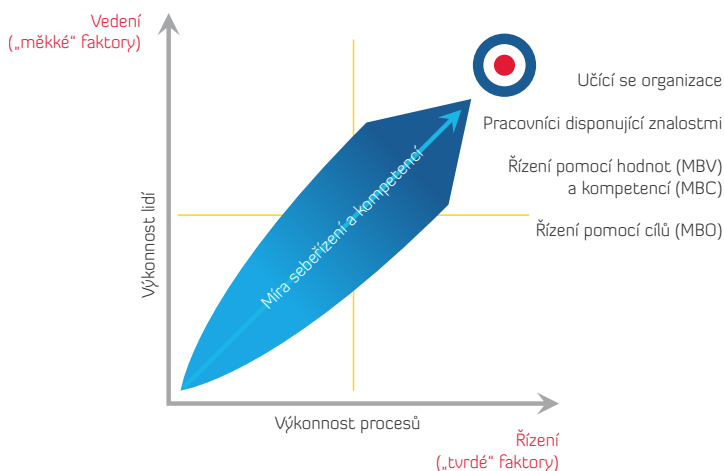 Vedení
(„měkké“ faktory)
Učící se organizace
Pracovníci disponující znalostmi
Řízení pomocí hodnot (MBV)
a kompetencí (MBC)
Řízení pomocí cílů (MBO)
Míra sebeřízení a kompetencí
Výkonnost lidí
Výkonnost procesů
Řízení
(„tvrdé“ faktory)